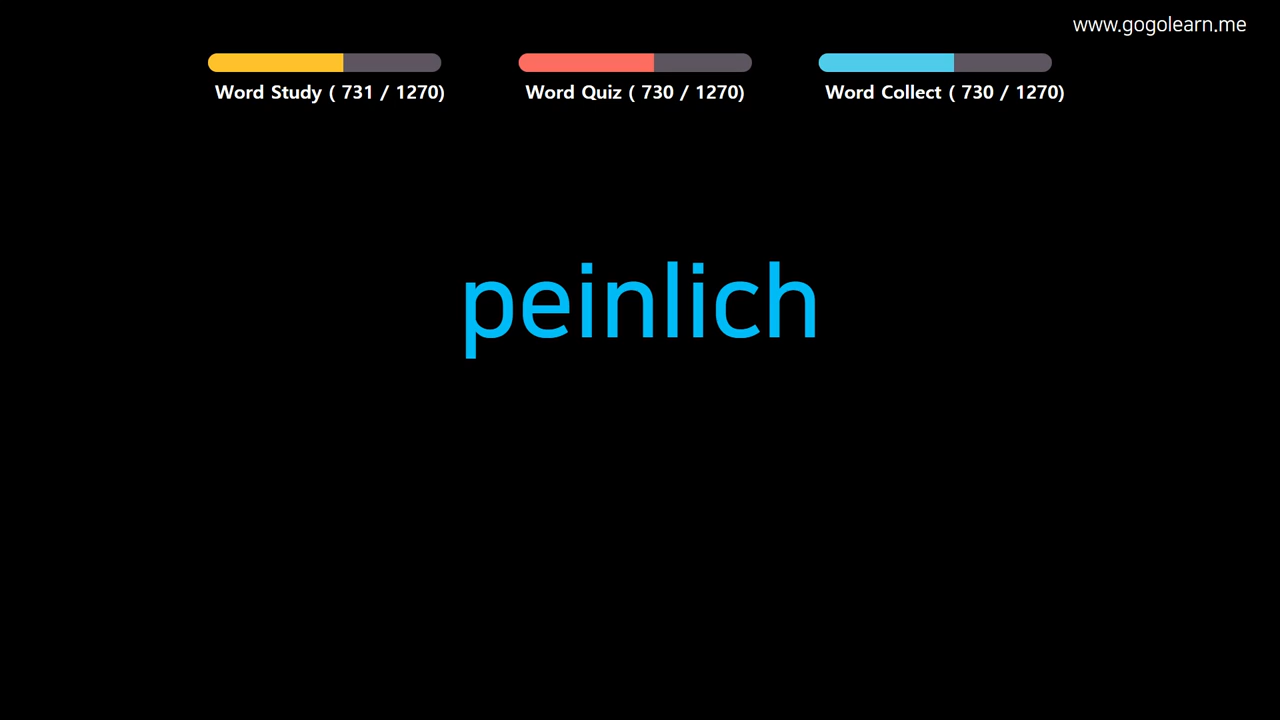 www.gogolearn.me
Word Study ( 731 / 1270)
Word Quiz ( 730 / 1270)
Word Collect ( 730 / 1270)
peinlich